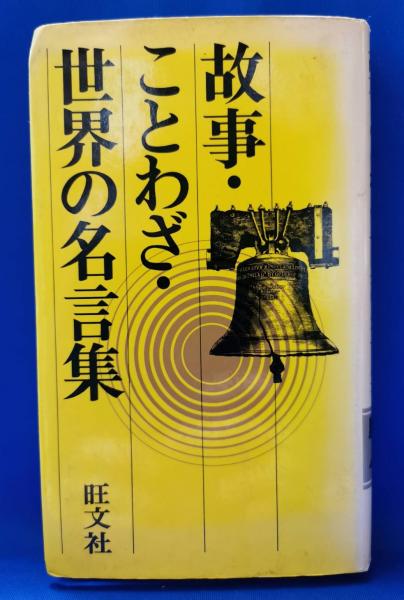 故事・
ことわざ・
世界の名言集
旺文社